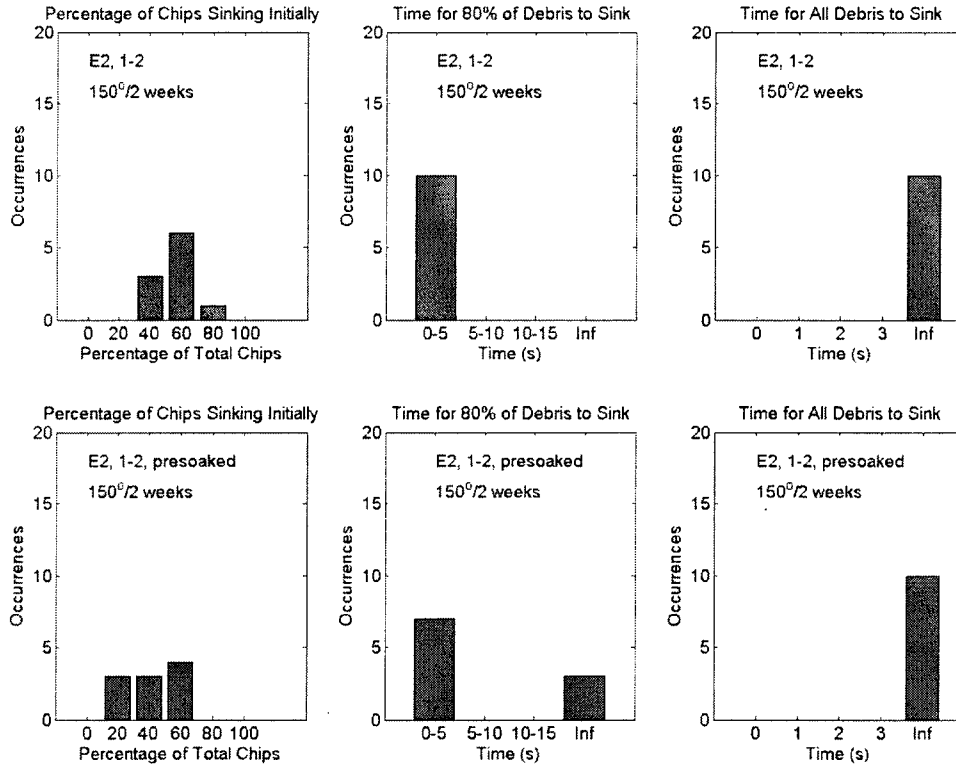 Percentage of Chips Sinking Initially
20
15
10
5
0
Occurrences
E2, 1-2
150⁰/2 weeks
0 20 40 60 80 100
Percentage of Total Chips
Time for 80% of Debris to Sink
20
15
10
5
0
Occurrences
E2, 1-2
150⁰/2 weeks
0-5 5-10 10-15 Inf
Time (s)
Time for All Debris to Sink
20
15
10
5
0
Occurrences
E2, 1-2
150⁰/2 weeks
0 1 2 3 Inf
Time (s)
Percentage of Chips Sinking Initially
20
15
10
5
0
Occurrences
E2, 1-2, presoaked
150⁰/2 weeks
0 20 40 60 80 100
Percentage of Total Chips
Time for 80% of Debris to Sink
20
15
10
5
0
Occurrences
E2, 1-2, presoaked
150⁰/2 weeks
0-5 5-10 10-15 Inf
Time (s)
Time for All Debris to Sink
20
15
10
5
0
Occurrences
E2, 1-2, presoaked
150⁰/2 weeks
0 1 2 3 Inf
Time (s)